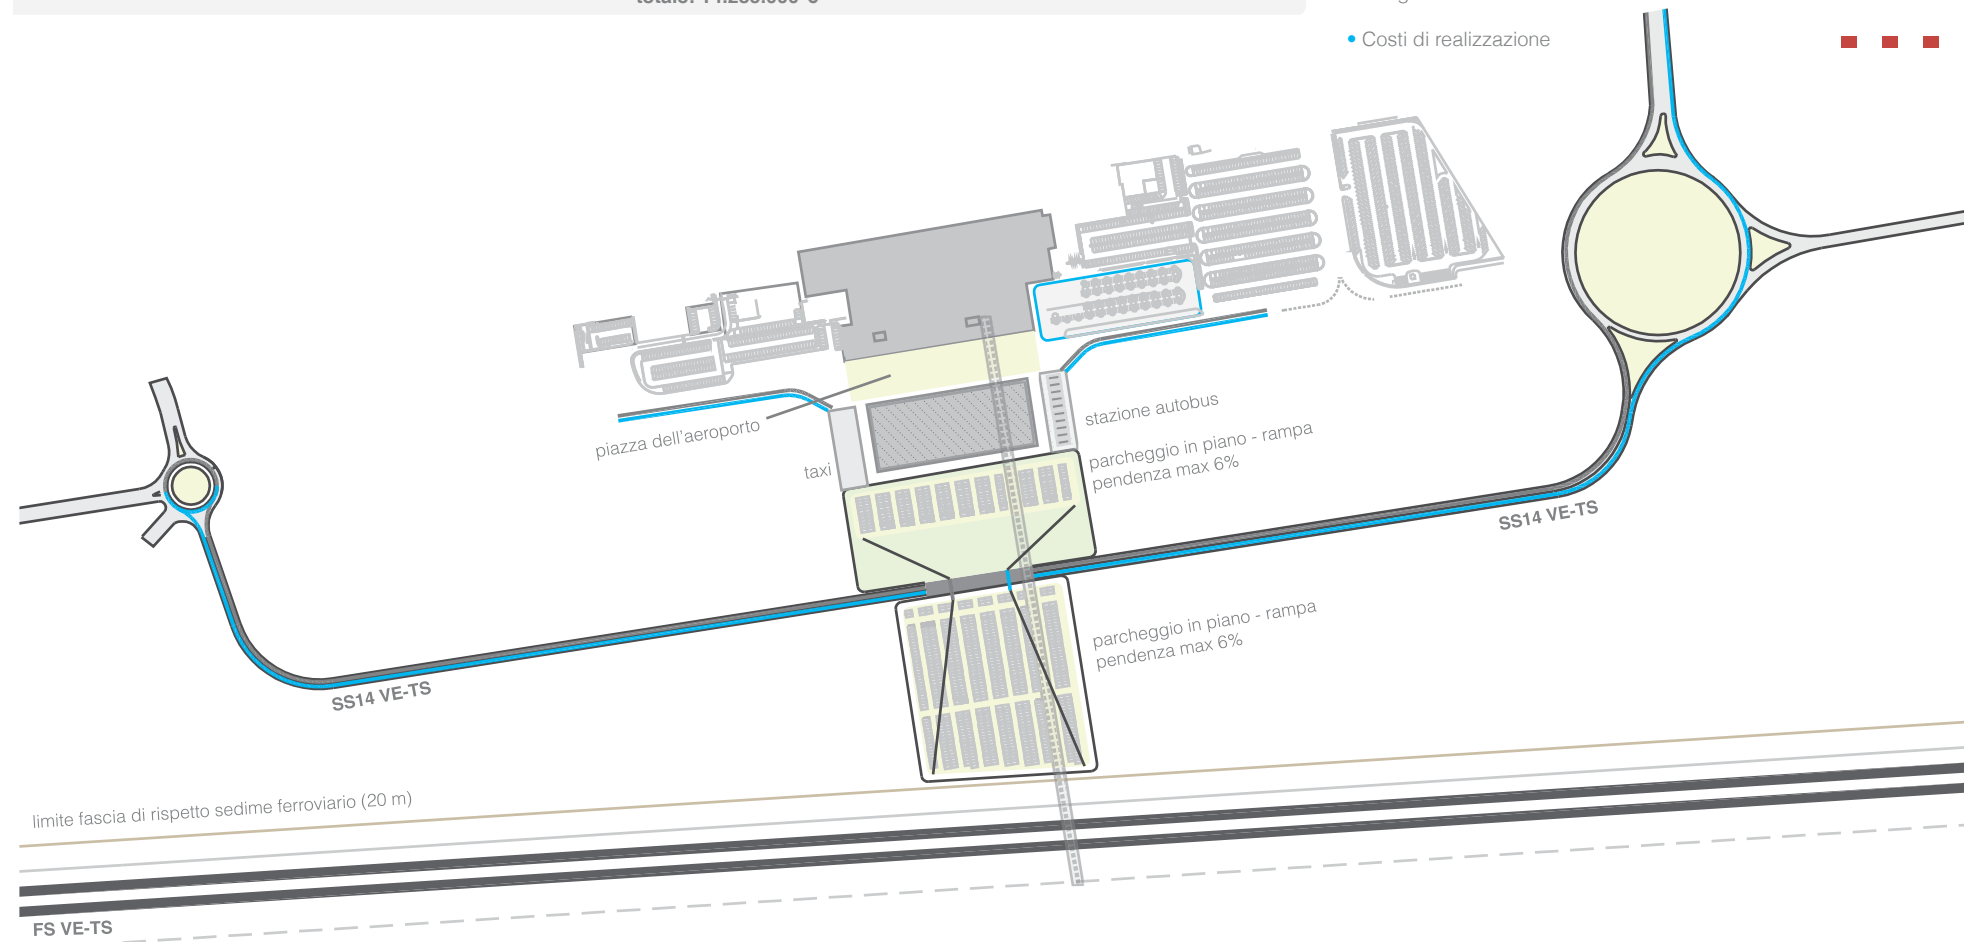 • Costi di realizzazione
piazza dell'aeroporto
taxi
stazione autobus
parcheggio in piano - rampa
pendenza max 6%
SS14 VE-TS
parcheggio in piano - rampa
pendenza max 6%
SS14 VE-TS
limite fascia di rispetto sedime ferroviario (20 m)
FS VE-TS